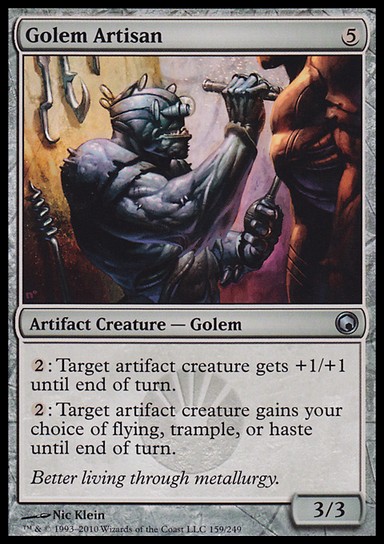 Golem Artisan 5
Artifact Creature — Golem
2: Target artifact creature gets +1/+1
until end of turn.
2: Target artifact creature gains your
choice of flying, trample, or haste
until end of turn.
Better living through metallurgy.
Nic Klein
™ & © 1993–2010 Wizards of the Coast LLC 159/249
3/3